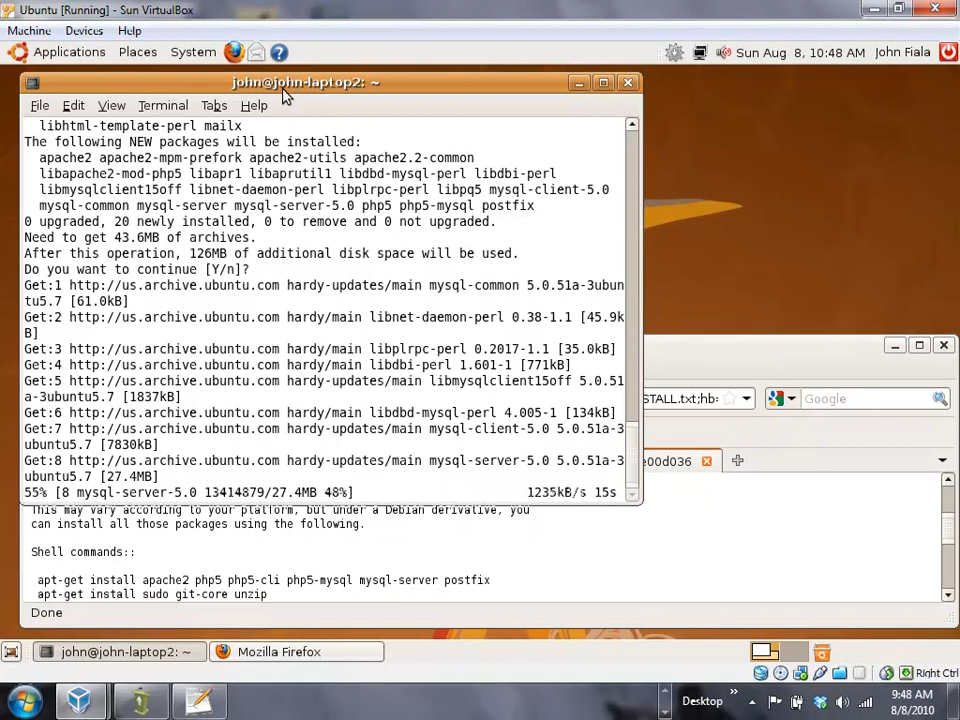 Ubuntu [Running] - Sun VirtualBox
Machine Devices Help
Applications Places System Sun Aug 8, 10:48 AM John Fiala
john@john-laptop2: ~
File Edit View Terminal Tabs Help
libhtml-template-perl mailx
The following NEW packages will be installed:
apache2 apache2-mpm-prefork apache2-utils apache2.2-common
libapache2-mod-php5 libapr1 libaprutil1 libdbd-mysql-perl libdbi-perl
libmysqlclient15off libnet-daemon-perl libplrpc-perl libpq5 mysql-client-5.0
mysql-common mysql-server mysql-server-5.0 php5 php5-mysql postfix
0 upgraded, 20 newly installed, 0 to remove and 0 not upgraded.
Need to get 43.6MB of archives.
After this operation, 126MB of additional disk space will be used.
Do you want to continue [Y/n]?
Get:1 http://us.archive.ubuntu.com hardy-updates/main mysql-common 5.0.51a-3ubun
tu5.7 [61.0kB]
Get:2 http://us.archive.ubuntu.com hardy/main libnet-daemon-perl 0.38-1.1 [45.9k
B]
Get:3 http://us.archive.ubuntu.com hardy/main libplrpc-perl 0.2017-1.1 [35.0kB]
Get:4 http://us.archive.ubuntu.com hardy/main libdbi-perl 1.601-1 [771kB]
Get:5 http://us.archive.ubuntu.com hardy-updates/main libmysqlclient15off 5.0.51
a-3ubuntu5.7 [1837kB]
Get:6 http://us.archive.ubuntu.com hardy/main libdbd-mysql-perl 4.005-1 [134kB]
Get:7 http://us.archive.ubuntu.com hardy-updates/main mysql-client-5.0 5.0.51a-3
ubuntu5.7 [7830kB]
Get:8 http://us.archive.ubuntu.com hardy-updates/main mysql-server-5.0 5.0.51a-3
ubuntu5.7 [27.4MB]
55% [8 mysql-server-5.0 13414879/27.4MB 48%] 1235kB/s 15s
STALL.txt;hb= Google
e00d036
This may vary according to your platform, but under a Debian derivative, you
can install all those packages using the following.
Shell commands::
apt-get install apache2 php5 php5-cli php5-mysql mysql-server postfix
apt-get install sudo git-core unzip
Done
john@john-laptop2: ~ Mozilla Firefox
Right Ctrl
Desktop 9:48 AM
8/8/2010